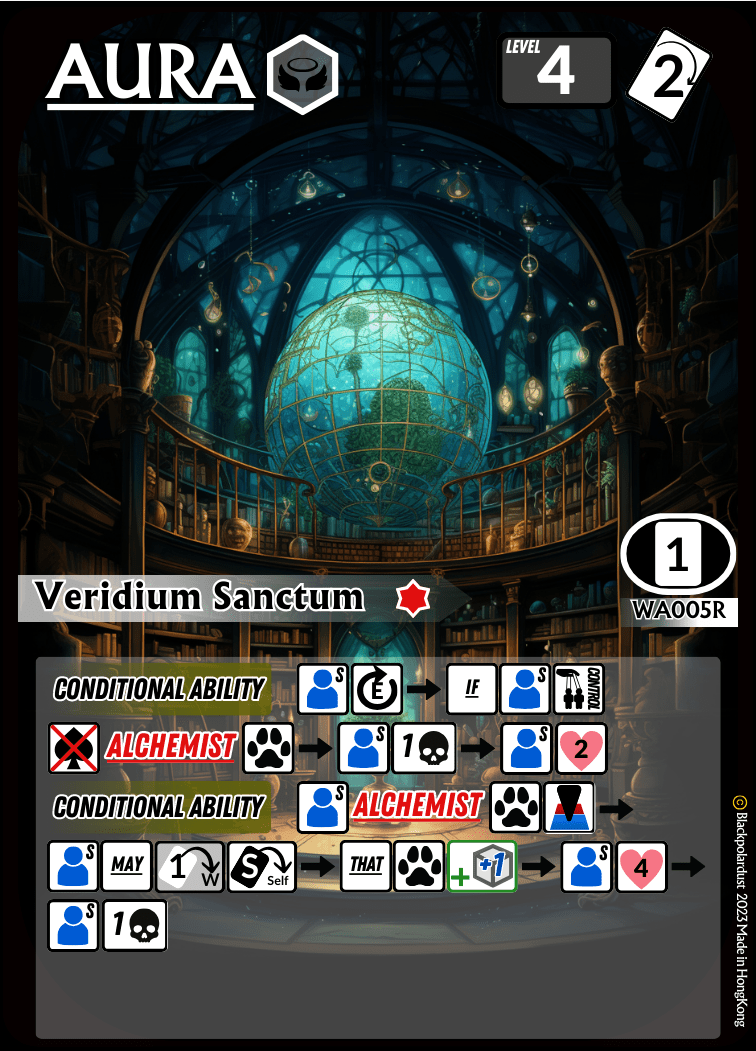 AURA
LEVEL 4
2
1
Veridium Sanctum
WA005R
CONDITIONAL ABILITY S E IF S CONTROL
ALCHEMIST S 1 S 2
CONDITIONAL ABILITY S ALCHEMIST
S MAY 1 W S Self THAT +1 S 4
S 1
© Blackpolardust 2023 Made in HongKong